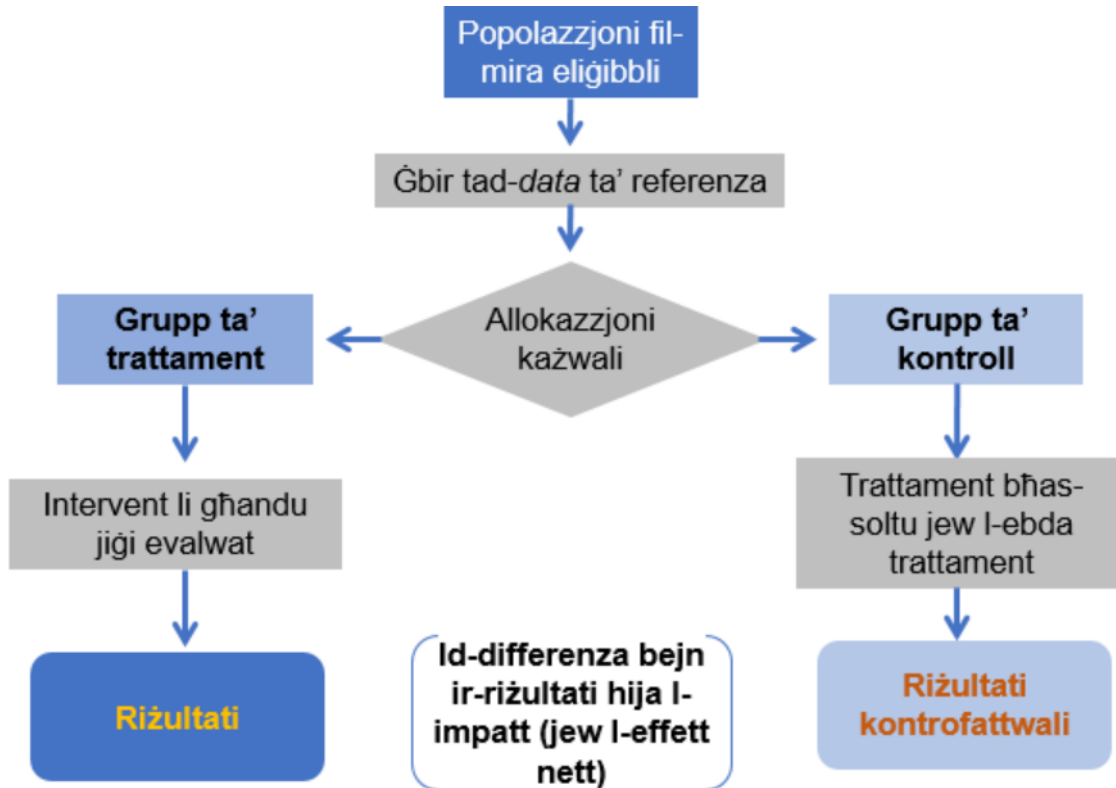 Popolazzjoni fil-
mira eliġibbli
Ġbir tad-data ta’ referenza
Allokazzjoni
każwali
Grupp ta’
trattament
Grupp ta’
kontroll
Intervent li għandu
jiġi evalwat
Trattament bħas-
soltu jew l-ebda
trattament
Riżultati
Id-differenza bejn
ir-riżultati hija l-
impatt (jew l-effett
nett)
Riżultati
kontrofattwali